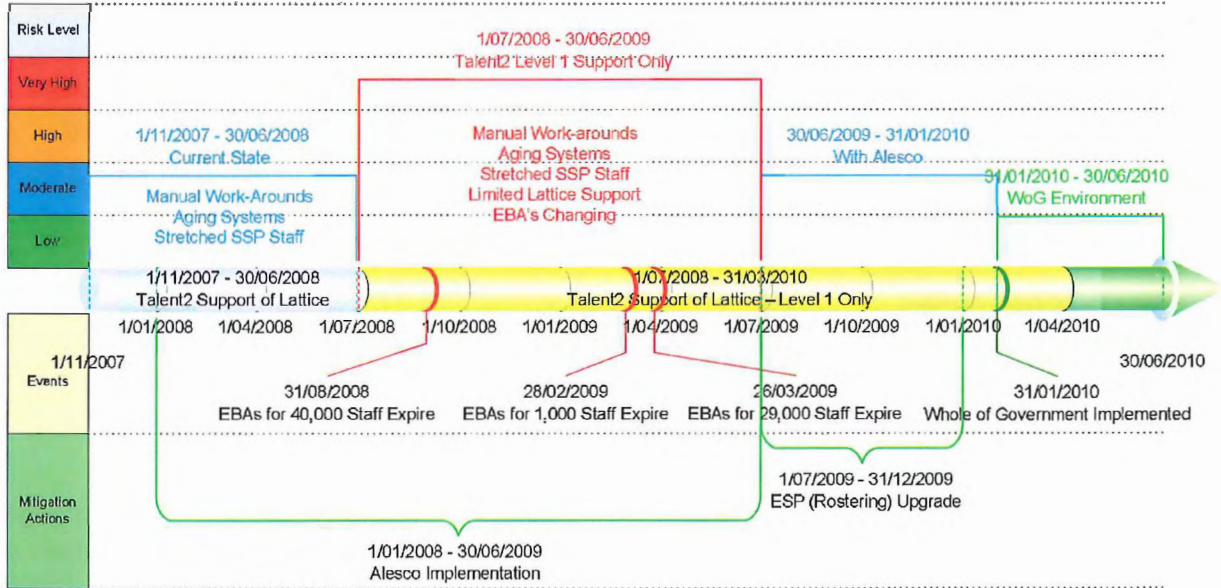 Risk Level
Very High
High
Moderate
Low
1/07/2008 - 30/06/2009
Talent2 Level 1 Support Only
1/11/2007 - 30/06/2008
Current State
Manual Work-Arounds
Aging Systems
Stretched SSP Staff
Manual Work-arounds
Aging Systems
Stretched SSP Staff
Limited Lattice Support
EBA's Changing
30/06/2009 - 31/01/2010
With Alesco
31/01/2010 - 30/06/2010
WoG Environment
1/11/2007 - 30/06/2008
Talent2 Support of Lattice
1/07/2008 - 31/03/2010
Talent2 Support of Lattice – Level 1 Only
1/01/2008
1/04/2008
1/07/2008
1/10/2008
1/01/2009
1/04/2009
1/07/2009
1/10/2009
1/01/2010
1/04/2010
1/11/2007
30/06/2010
Events
31/08/2008
EBAs for 40,000 Staff Expire
28/02/2009
EBAs for 1,000 Staff Expire
26/03/2009
EBAs for 29,000 Staff Expire
31/01/2010
Whole of Government Implemented
Mitigation
Actions
1/07/2009 - 31/12/2009
ESP (Rostering) Upgrade
1/01/2008 - 30/06/2009
Alesco Implementation